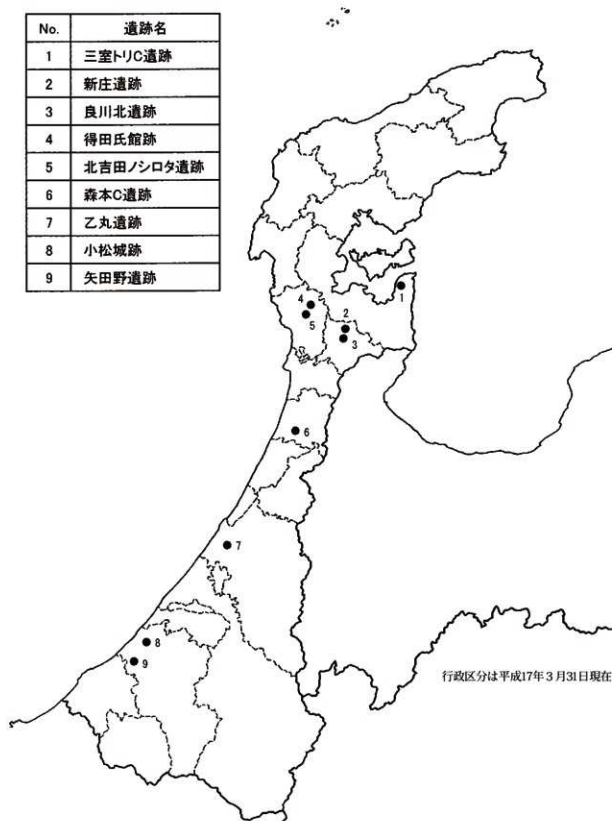 No. 遺跡名
1 三室トリC遺跡
2 新庄遺跡
3 良川北遺跡
4 得田氏館跡
5 北吉田ノシロタ遺跡
6 森本C遺跡
7 乙丸遺跡
8 小松城跡
9 矢田野遺跡
1
4
5
2
3
6
7
8
9
行政区分は平成17年3月31日現在